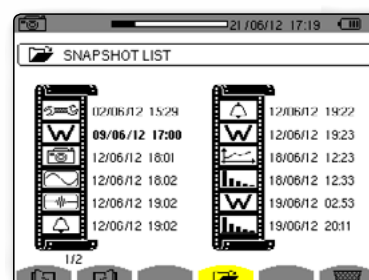 21/06/12 17:19
SNAPSHOT LIST
02/06/12 15:29
W 09/06/12 17:00
12/06/12 18:01
12/06/12 18.02
12/06/12 19.02
12/06/12 19:02
12/06/12 19:22
W 12/06/12 19:23
18/06/12 12:23
18/06/12 12.33
W 19/06/12 02.53
19/06/12 20:11
1/2